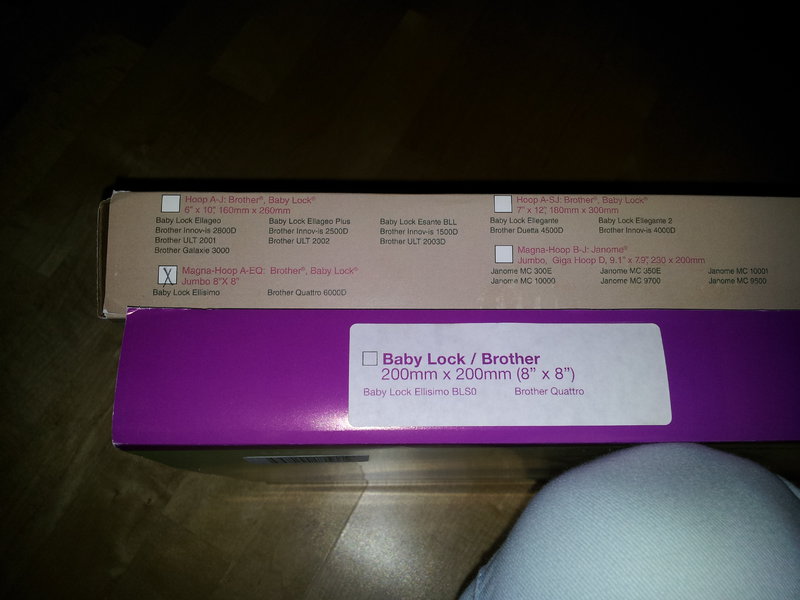 Hoop A-J: Brother®, Baby Lock®
6" x 10", 160mm x 260mm
Baby Lock Ellageo
Brother Innov-is 2800D
Brother ULT 2001
Brother Galaxie 3000
Baby Lock Ellageo Plus
Brother Innov-is 2500D
Brother ULT 2002
Baby Lock Esante BLL
Brother Innov-is 1500D
Brother ULT 2003D
X Magna-Hoop A-EQ: Brother®, Baby Lock®
Jumbo 8"X 8"
Baby Lock Ellisimo
Brother Quattro 6000D
Hoop A-SJ: Brother®, Baby Lock®
7" x 12", 180mm x 300mm
Baby Lock Ellegante
Brother Duetta 4500D
Baby Lock Ellegante 2
Brother Innov-is 4000D
Magna-Hoop B-J: Janome®
Jumbo, Giga Hoop D, 9.1" x 7.9", 230 x 200mm
Janome MC 300E
Janome MC 10000
Janome MC 350E
Janome MC 9700
Janome MC 10001
Janome MC 9500
Baby Lock / Brother
200mm x 200mm (8" x 8")
Baby Lock Ellisimo BLS0
Brother Quattro